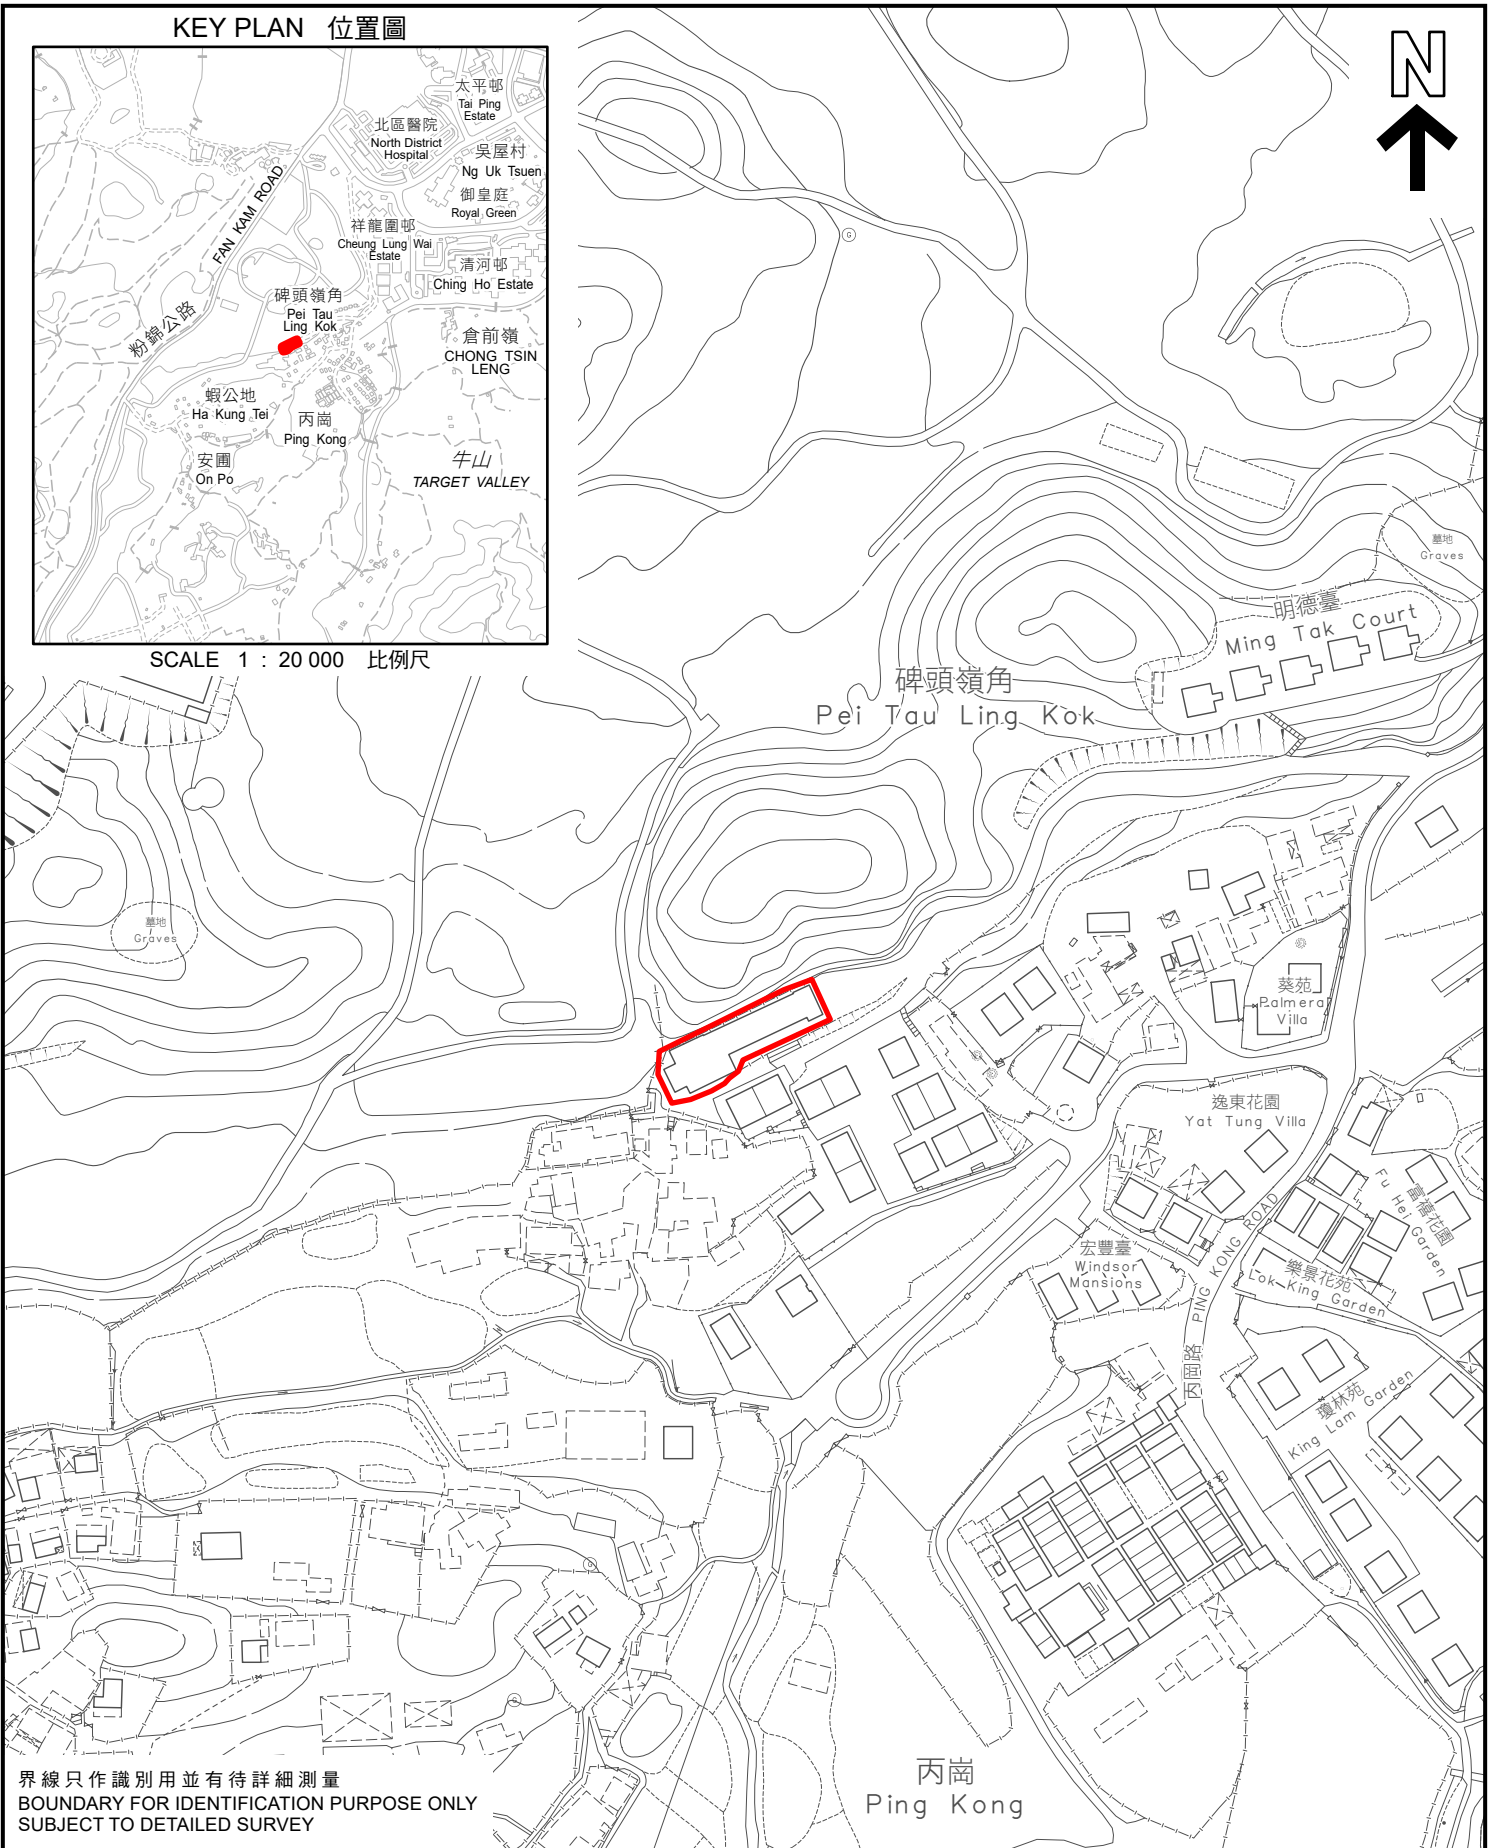 KEY PLAN 位置圖
太平邨
Tai Ping
Estate
北區醫院
North District
Hospital
吳屋村
Ng Uk Tsuen
御皇庭
Royal Green
FAN KAM ROAD
粉錦公路
祥龍圍邨
Cheung Lung Wai
Estate
清河邨
Ching Ho Estate
碑頭嶺角
Pei Tau
Ling Kok
倉前嶺
CHONG TSIN
LENG
蝦公地
Ha Kung Tei
丙崗
Ping Kong
安圃
On Po
牛山
TARGET VALLEY
SCALE 1 : 20 000 比例尺
N
G
墓地
Graves
明德臺
Ming Tak Court
碑頭嶺角
Pei Tau Ling Kok
墓地
Graves
葵苑
Palmera
Villa
逸東花園
Yat Tung Villa
富禧花園
Fu Hei Garden
宏豐臺
Windsor
Mansions
丙岡路 PING KONG ROAD
樂景花苑
Lok King Garden
瓊林苑
King Lam Garden
G
G
丙崗
Ping Kong
界線只作識別用並有待詳細測量
BOUNDARY FOR IDENTIFICATION PURPOSE ONLY
SUBJECT TO DETAILED SURVEY